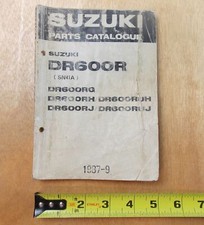 SUZUKI
PARTS CATALOGUE
SUZUKI
DR600R
(SN41A)
DR600RG
DR600RH DR600RUH
DR600RJ DR600RUJ
1987-9
1 2 3 4 5 6 7